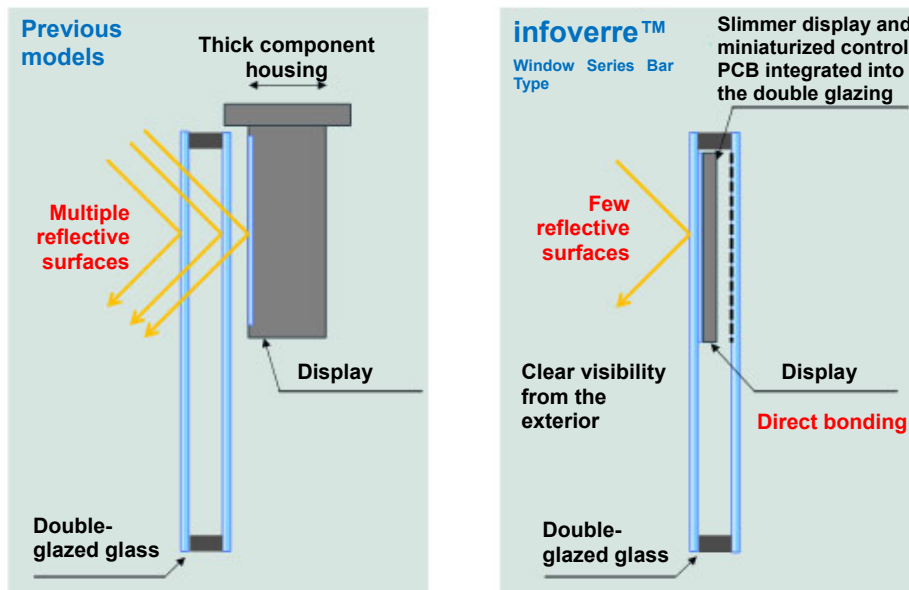 Previous
models
Thick component
housing
Multiple
reflective
surfaces
Display
Double-
glazed glass
infoverre™
Window Series Bar
Type
Slimmer display and
miniaturized control
PCB integrated into
the double glazing
Few
reflective
surfaces
Clear visibility
from the
exterior
Display
Direct bonding
Double-
glazed glass